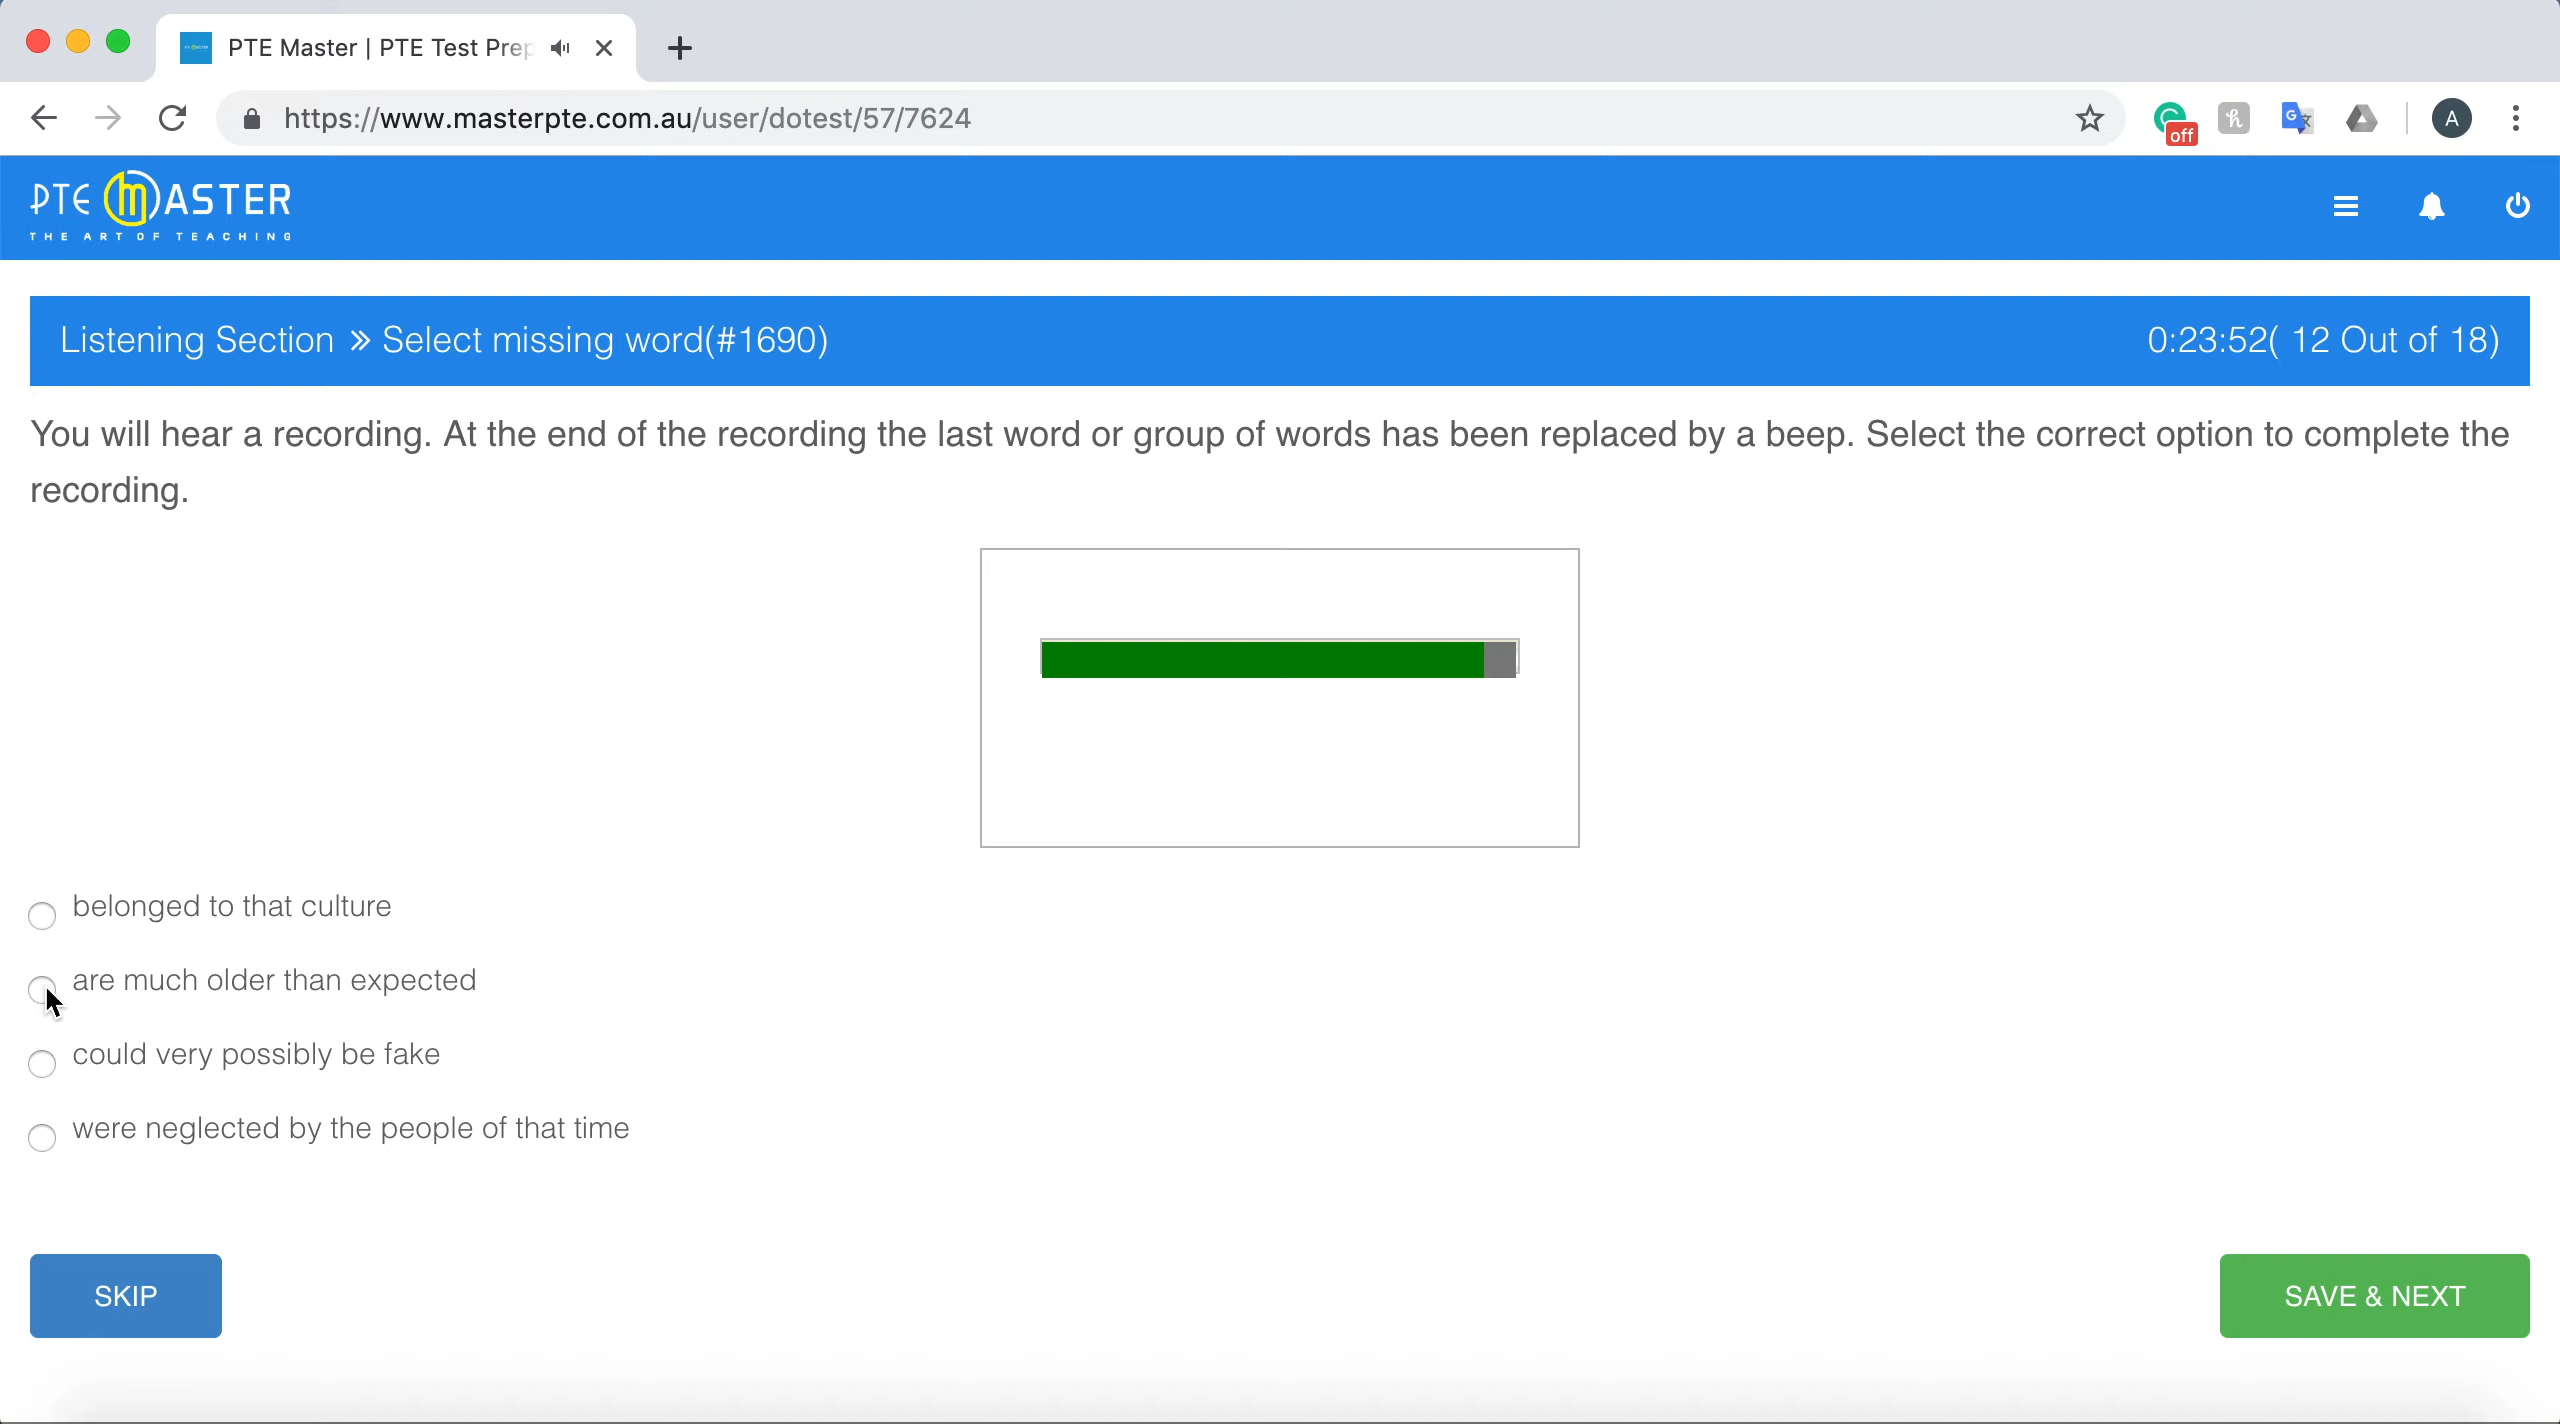 PTE Master | PTE Test Prep
https://www.masterpte.com.au/user/dotest/57/7624
off
A
PTE MASTER
THE ART OF TEACHING
Listening Section » Select missing word(#1690)
0:23:52( 12 Out of 18)
You will hear a recording. At the end of the recording the last word or group of words has been replaced by a beep. Select the correct option to complete the
recording.
belonged to that culture
are much older than expected
could very possibly be fake
were neglected by the people of that time
SKIP
SAVE & NEXT